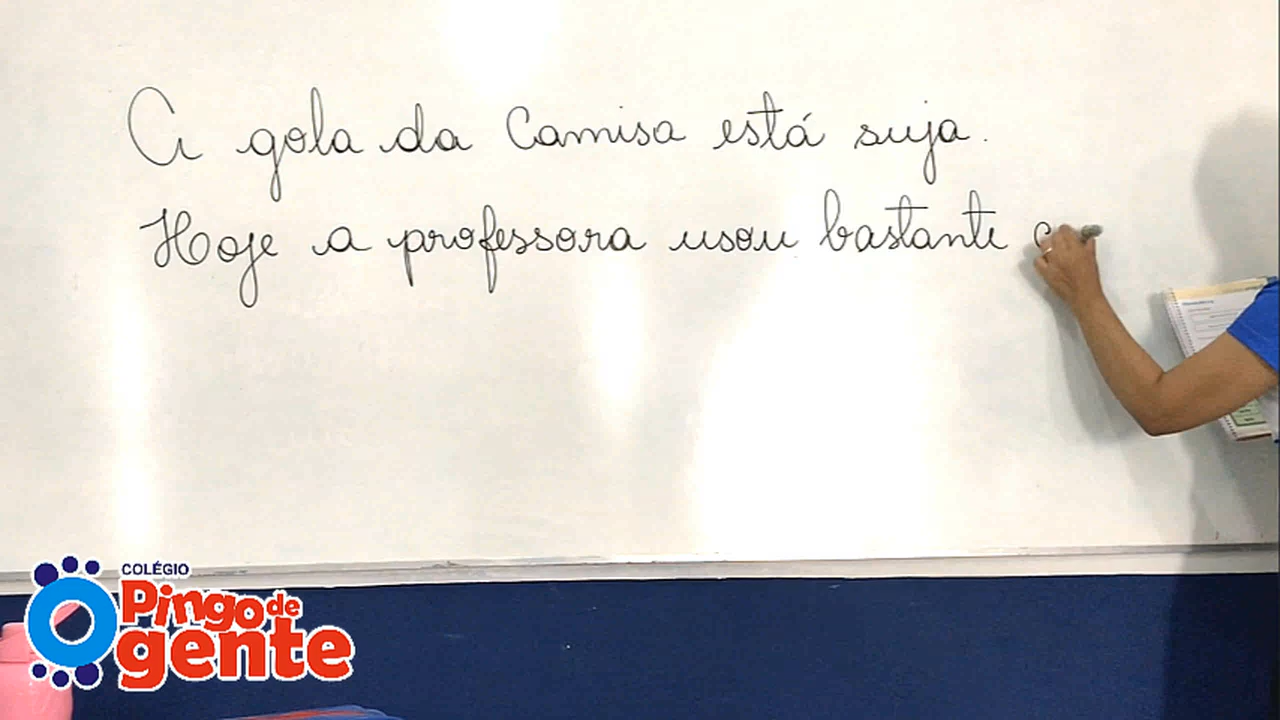 A gola da Camisa está suja.
Hoje a professora usou bastante
COLÉGIO
Pingo de
gente